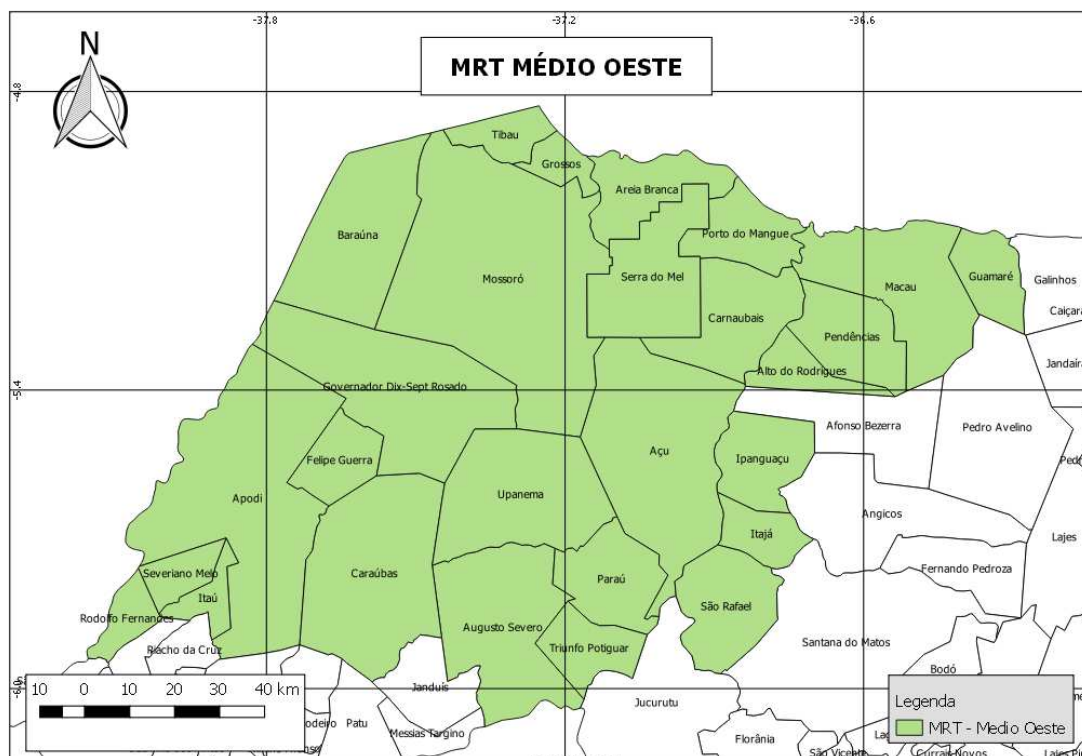 -37.8
-37.2
-36.6
N
MRT MÉDIO OESTE
-4.8
Tibau
Grossos
Areia Branca
Baraúna
Porto do Mangue
Mossoró
Serra do Mel
Macau
Guamaré
Galinhos
Carnaubais
Caiçara
Pendências
Jandaíra
Alto do Rodrigues
-5.4
Governador Dix-Sept Rosado
Afonso Bezerra
Pedro Avelino
Açu
Felipe Guerra
Ipanguaçu
Apodi
Upanema
Angicos
Itajá
Lajes
Severiano Melo
Caraúbas
Paraú
Fernando Pedroza
Itaú
São Rafael
Rodolfo Fernandes
Augusto Severo
Santana do Matos
Riacho da Cruz
Triunfo Potiguar
Bodó
10 0 10 20 30 40 km
Janduís
Jucurutu
Legenda
Patu
MRT - Medio Oeste
Messias Targino
Florânia
São Vicente
Currais Novos